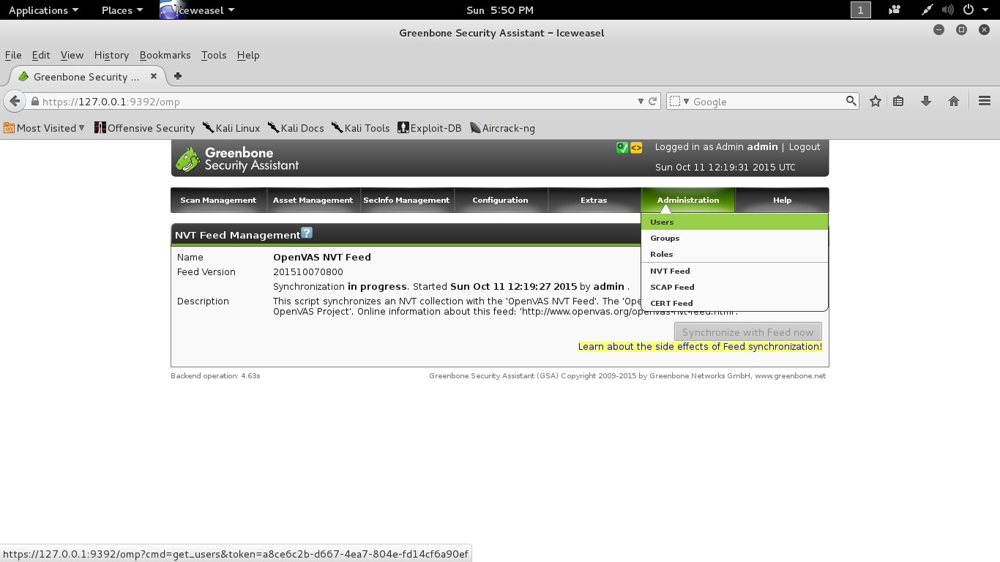 Applications Places Iceweasel Sun 5:50 PM 1
Greenbone Security Assistant - Iceweasel
File Edit View History Bookmarks Tools Help
Greenbone Security ...
https://127.0.0.1:9392/omp Google
Most Visited Offensive Security Kali Linux Kali Docs Kali Tools Exploit-DB Aircrack-ng
Greenbone
Security Assistant
Logged in as Admin admin | Logout
Sun Oct 11 12:19:31 2015 UTC
Scan Management Asset Management SecInfo Management Configuration Extras Administration Help
Users
Groups
Roles
NVT Feed
SCAP Feed
CERT Feed
NVT Feed Management ?
Name OpenVAS NVT Feed
Feed Version 201510070800
Synchronization in progress. Started Sun Oct 11 12:19:27 2015 by admin .
Description This script synchronizes an NVT collection with the 'OpenVAS NVT Feed'. The 'Ope
OpenVAS Project'. Online information about this feed: 'http://www.openvas.org/openvas-nvt-feed.html'.
Synchronize with Feed now
Learn about the side effects of Feed synchronization!
Backend operation: 4.63s Greenbone Security Assistant (GSA) Copyright 2009-2015 by Greenbone Networks GmbH, www.greenbone.net
https://127.0.0.1:9392/omp?cmd=get_users&token=a8ce6c2b-d667-4ea7-804e-fd14cf6a90ef